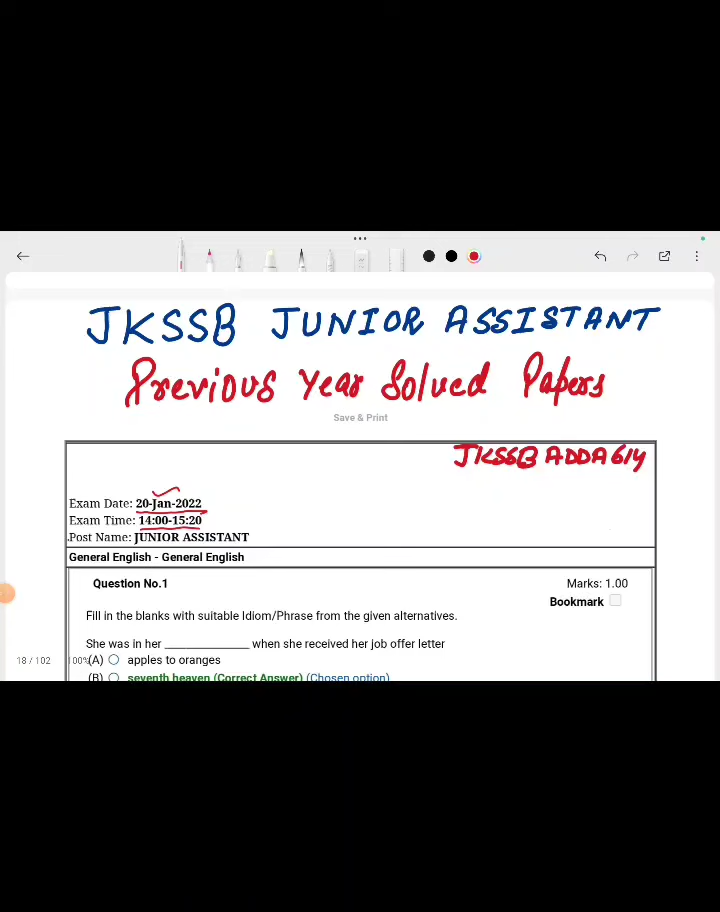 JKSSB JUNIOR ASSISTANT
Previous Year Solved Papers
Save & Print
JKSSB ADDA614
Exam Date: 20-Jan-2022
Exam Time: 14:00-15:20
Post Name: JUNIOR ASSISTANT
General English - General English
Question No.1 Marks: 1.00
Bookmark
Fill in the blanks with suitable Idiom/Phrase from the given alternatives.
She was in her ______________ when she received her job offer letter
18 / 102 100% (A) apples to oranges
(B) seventh heaven (Correct Answer) (Chosen option)